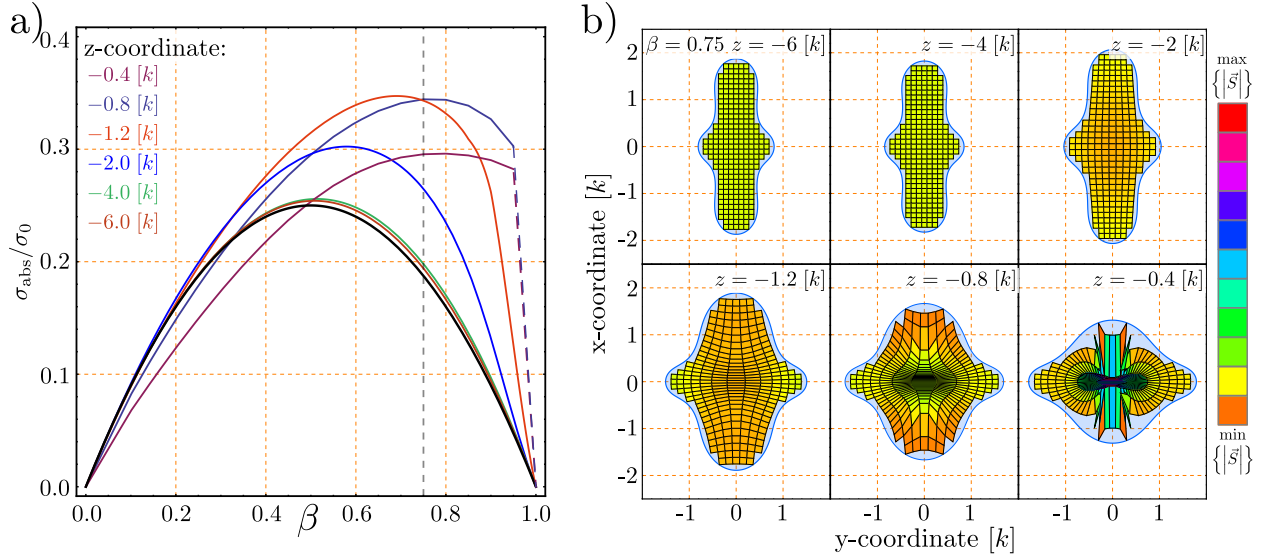 a)
z-coordinate:
−0.4 [k]
−0.8 [k]
−1.2 [k]
−2.0 [k]
−4.0 [k]
−6.0 [k]
σabs/σ0
0.4
0.3
0.2
0.1
0.0
0.0 0.2 0.4 0.6 0.8 1.0
β
b)
β = 0.75 z = −6 [k]
z = −4 [k]
z = −2 [k]
z = −1.2 [k]
z = −0.8 [k]
z = −0.4 [k]
x-coordinate [k]
2
1
0
-1
-2
2
1
0
-1
-2
-1 0 1 -1 0 1 -1 0 1
y-coordinate [k]
max
{|S⃗|}
min
{|S⃗|}